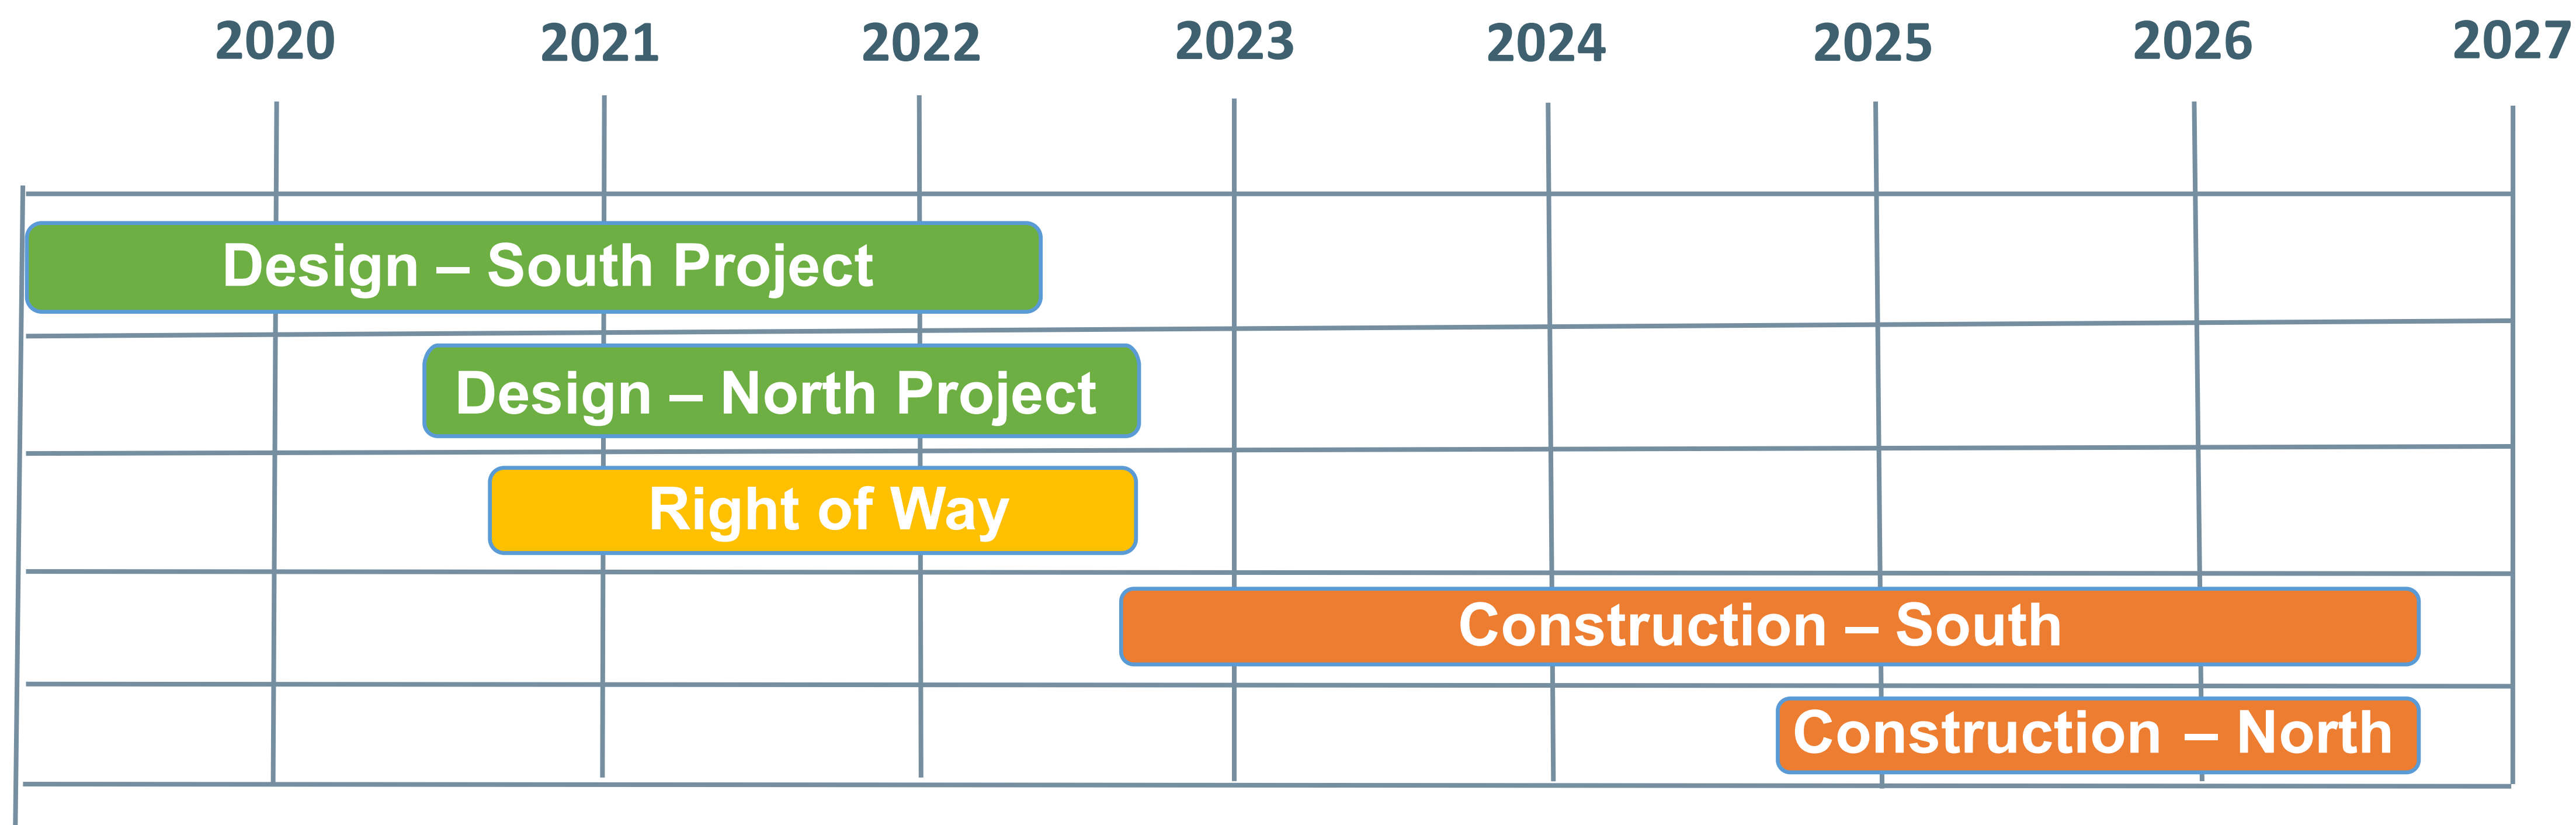 2020 2021 2022 2023 2024 2025 2026 2027
Design – South Project
Design – North Project
Right of Way
Construction – South
Construction – North